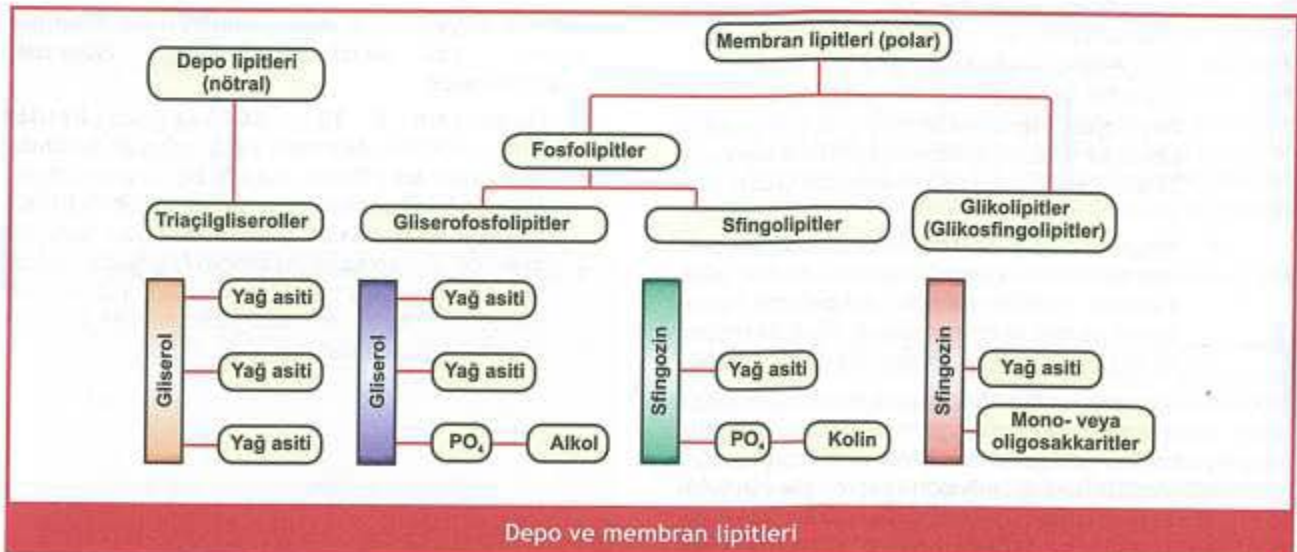 Membran lipitleri (polar)
Depo lipitleri
(nötral)
Fosfolipitler
Triaçilgliseroller
Gliserofosfolipitler
Sfingolipitler
Glikolipitler
(Glikosfingolipitler)
Gliserol
Yağ asiti
Yağ asiti
Yağ asiti
Gliserol
Yağ asiti
Yağ asiti
PO₄
Alkol
Sfingozin
Yağ asiti
PO₄
Kolin
Sfingozin
Yağ asiti
Mono- veya
oligosakkaritler
Depo ve membran lipitleri